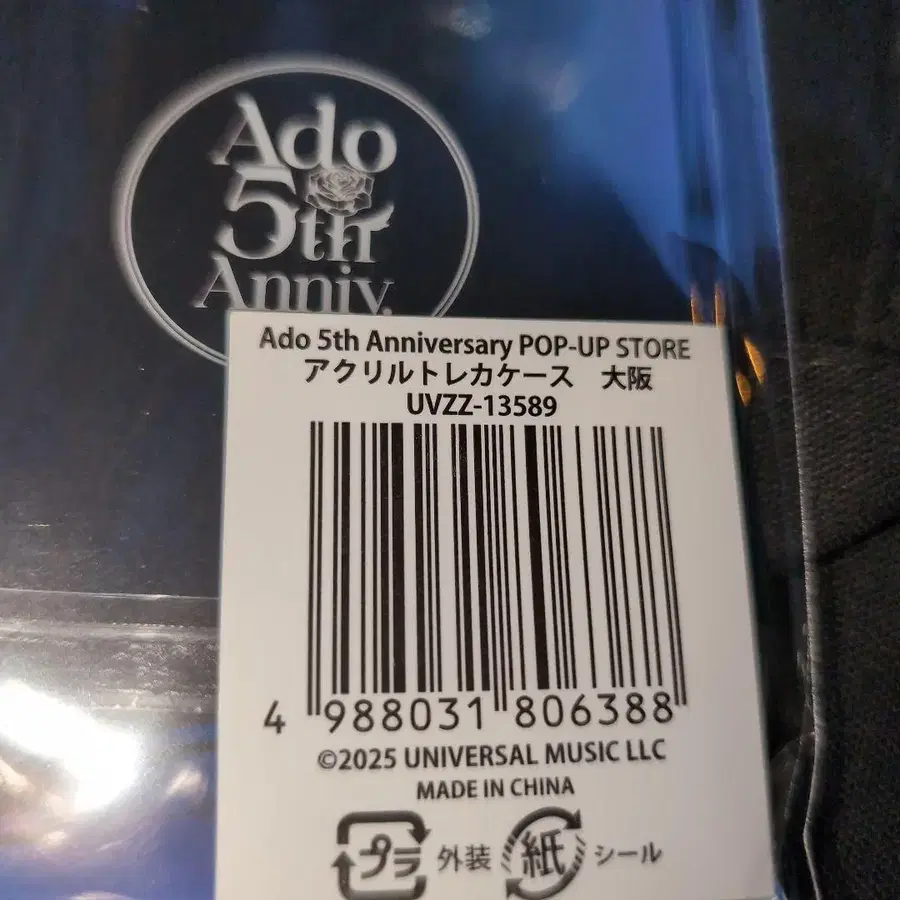 Ado
5th
Anniv.
Ado 5th Anniversary POP-UP STORE
アクリルトレカケース 大阪
UVZZ-13589
4 988031 806388
©2025 UNIVERSAL MUSIC LLC
MADE IN CHINA
プラ 外装 紙 シール